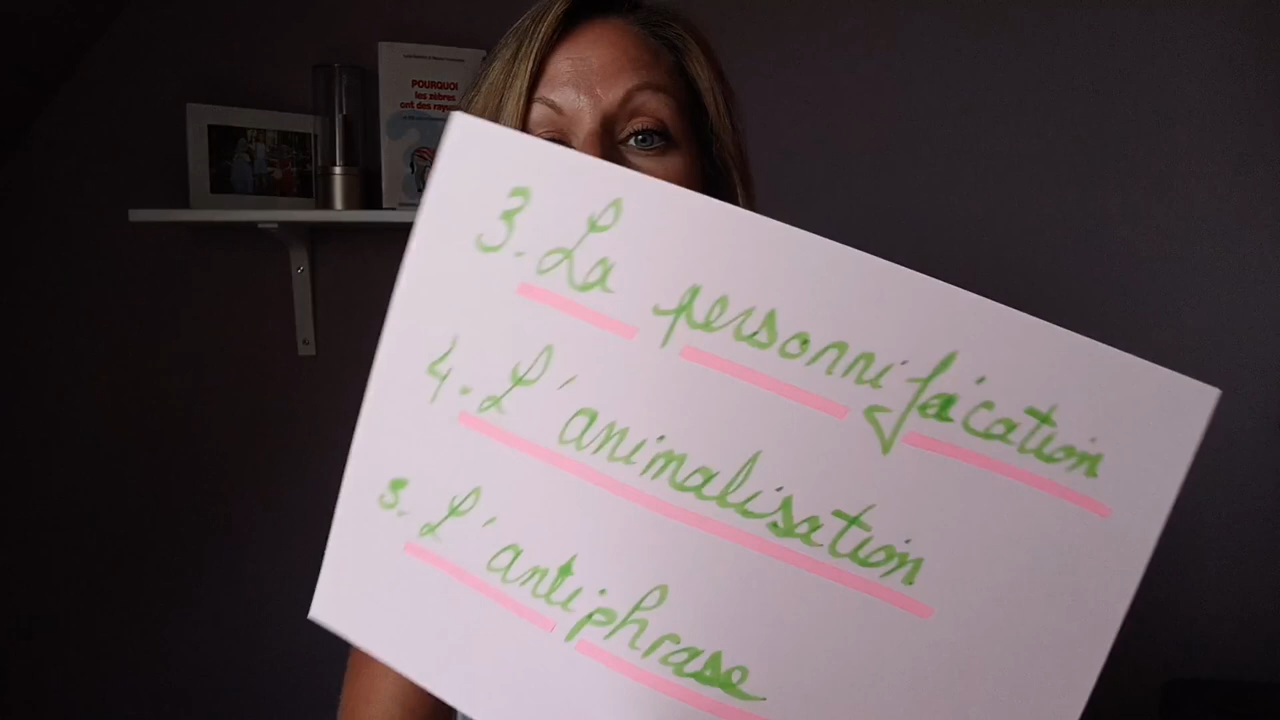 POURQUOI
les zèbres
ont des rayures
3. La personnification
4. L'animalisation
5. L'antiphrase